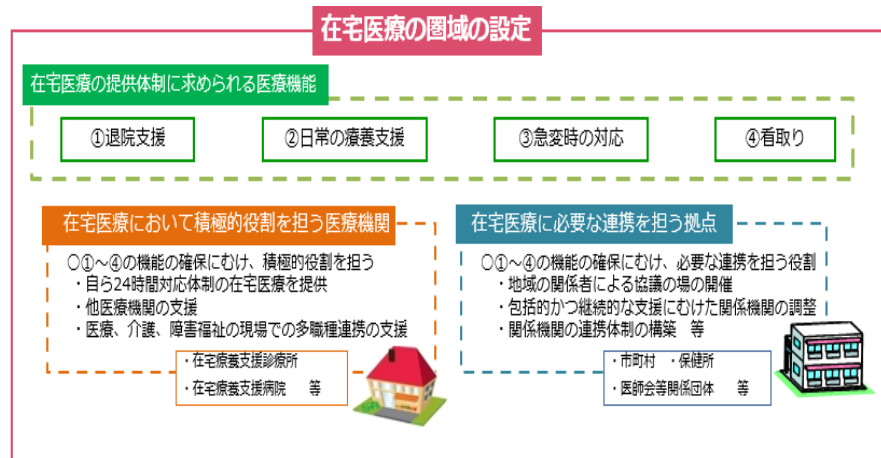 在宅医療の圏域の設定
在宅医療の提供体制に求められる医療機能
①退院支援
②日常の療養支援
③急変時の対応
④看取り
在宅医療において積極的役割を担う医療機関
〇①～④の機能の確保にむけ、積極的役割を担う
・自ら24時間対応体制の在宅医療を提供
・他医療機関の支援
・医療、介護、障害福祉の現場での多職種連携の支援
・在宅療養支援診療所
・在宅療養支援病院　等
在宅医療に必要な連携を担う拠点
〇①～④の機能の確保にむけ、必要な連携を担う役割
・地域の関係者による協議の場の開催
・包括的かつ継続的な支援にむけた関係機関の調整
・関係機関の連携体制の構築　等
・市町村　・保健所
・医師会等関係団体　等